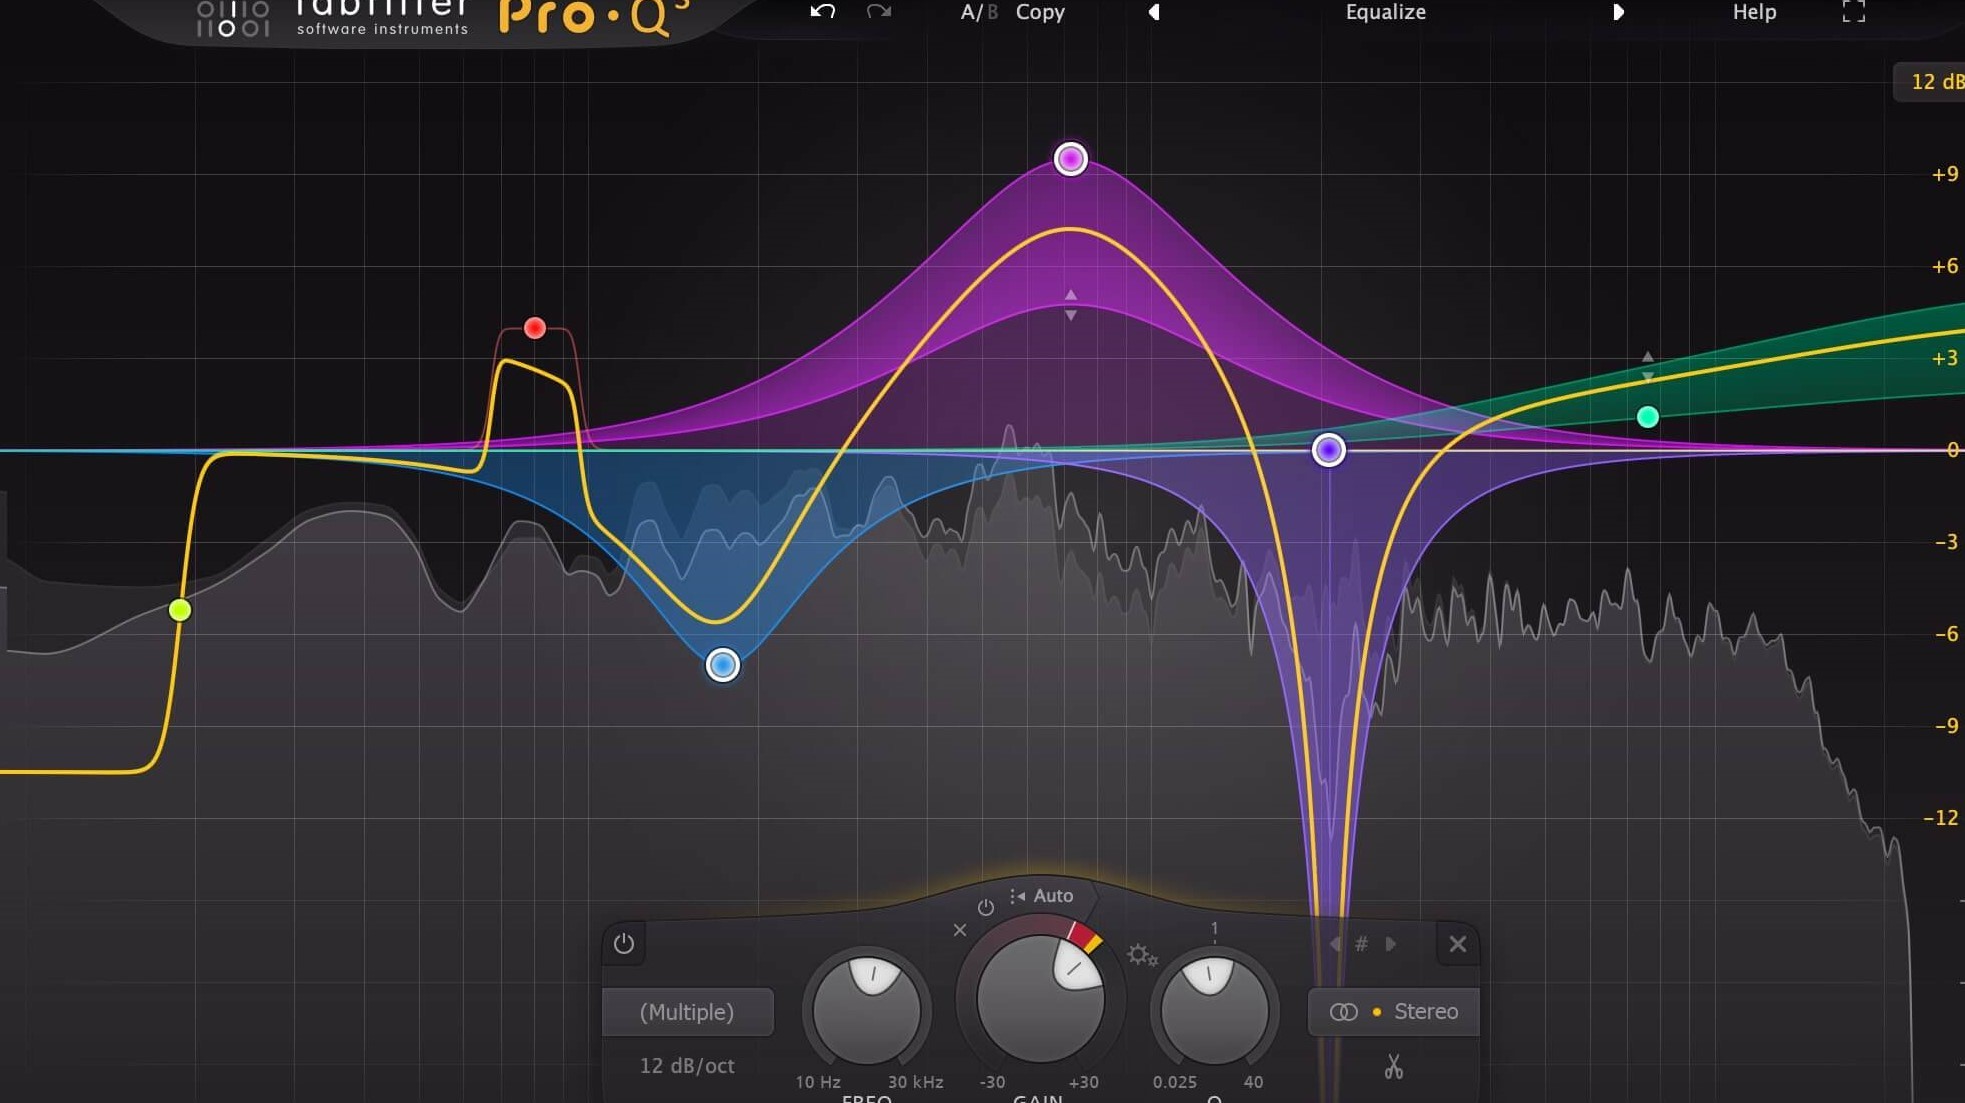 fabfilter Pro·Q 3
software instruments
A/B Copy
Equalize
Help
12 dB
+9
+6
+3
0
-3
-6
-9
-12
Auto
1
#
(Multiple)
Stereo
12 dB/oct
10 Hz 30 kHz
-30 +30
0.025 40
FREQ
GAIN
Q